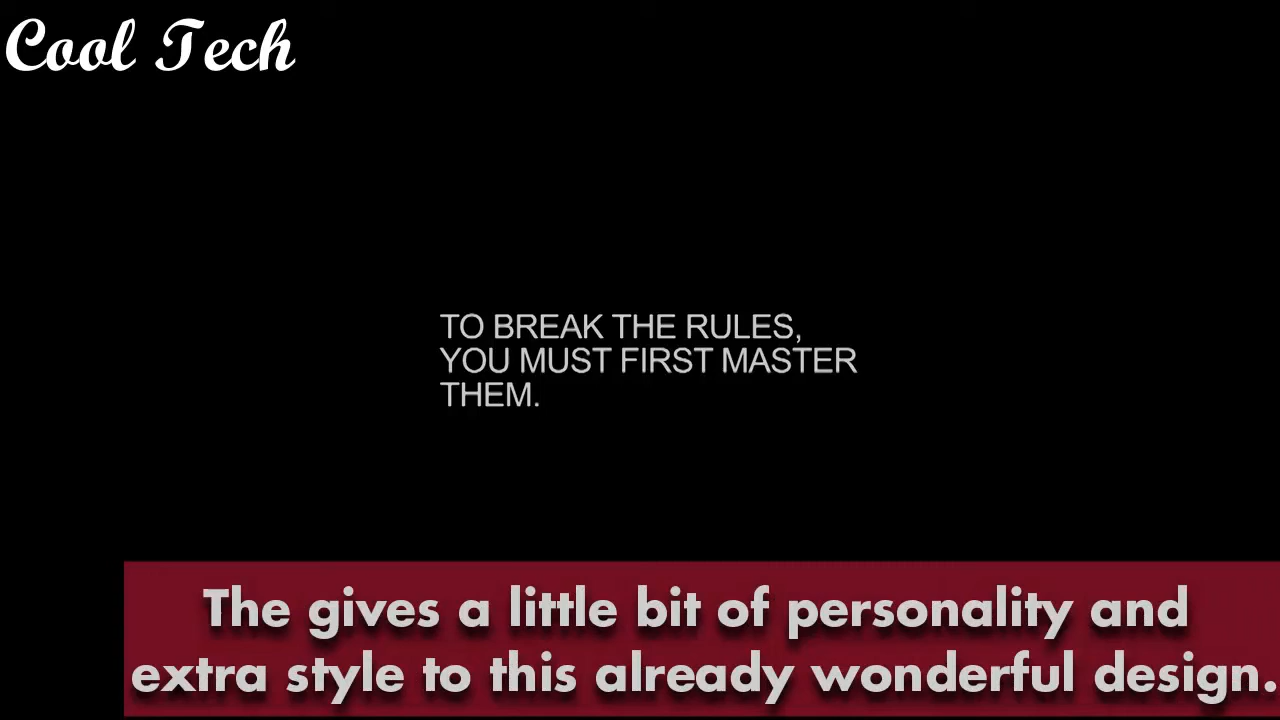 Cool Tech
TO BREAK THE RULES,
YOU MUST FIRST MASTER
THEM.
The gives a little bit of personality and
extra style to this already wonderful design.